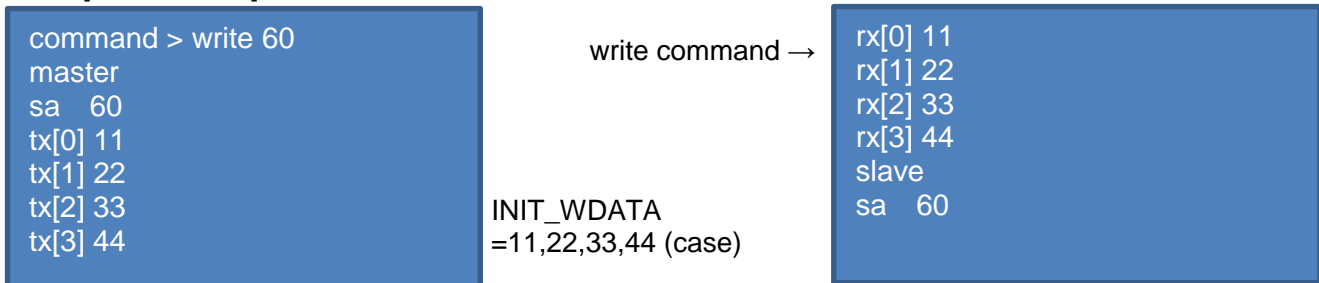 command > write 60
master
sa 60
tx[0] 11
tx[1] 22
tx[2] 33
tx[3] 44
write command →
INIT_WDATA
=11,22,33,44 (case)
rx[0] 11
rx[1] 22
rx[2] 33
rx[3] 44
slave
sa 60